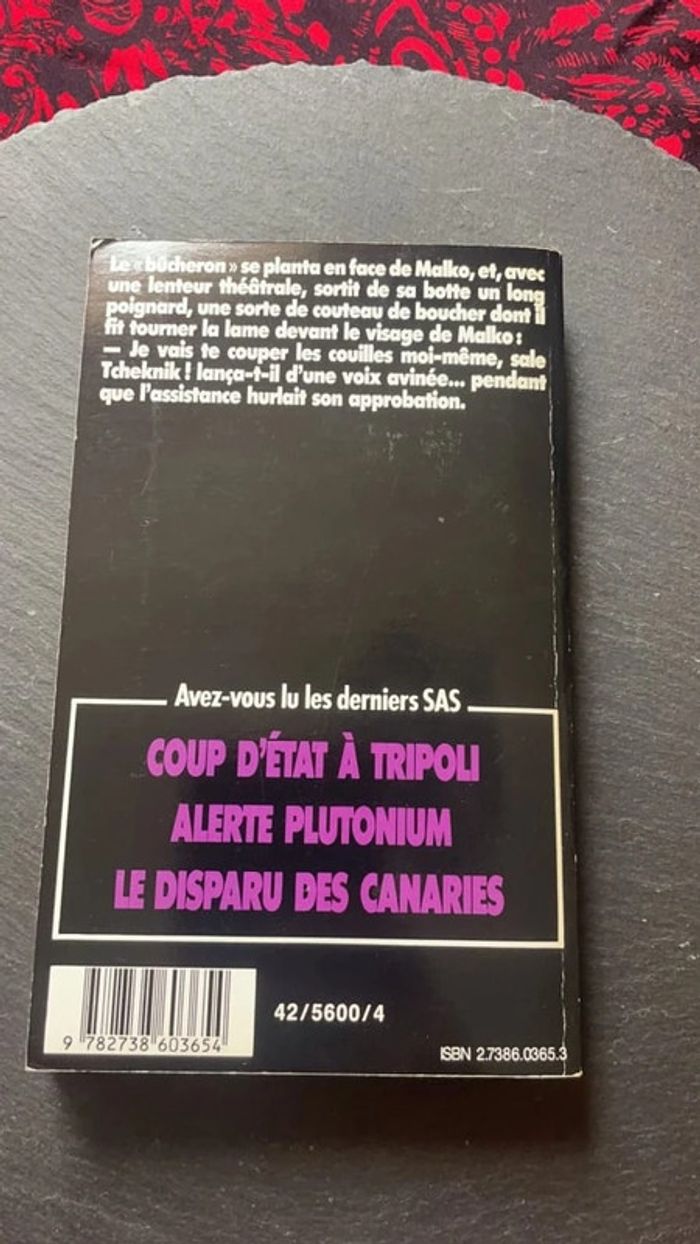 Le « bûcheron » se planta en face de Malko, et, avec
une lenteur théâtrale, sortit de sa botte un long
poignard, une sorte de couteau de boucher dont il
fit tourner la lame devant le visage de Malko :
— Je vais te couper les couilles moi-même, sale
Tcheknik ! lança-t-il d'une voix avinée... pendant
que l'assistance hurlait son approbation.
Avez-vous lu les derniers SAS
COUP D'ÉTAT À TRIPOLI
ALERTE PLUTONIUM
LE DISPARU DES CANARIES
42/5600/4
9 782738 603654
ISBN 2.7386.0365.3